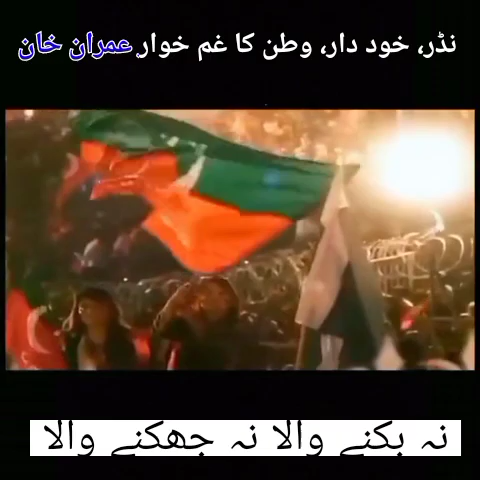 نڈر، خود دار، وطن کا غم خوار عمران خان
نہ بکنے والا نہ جھکنے والا